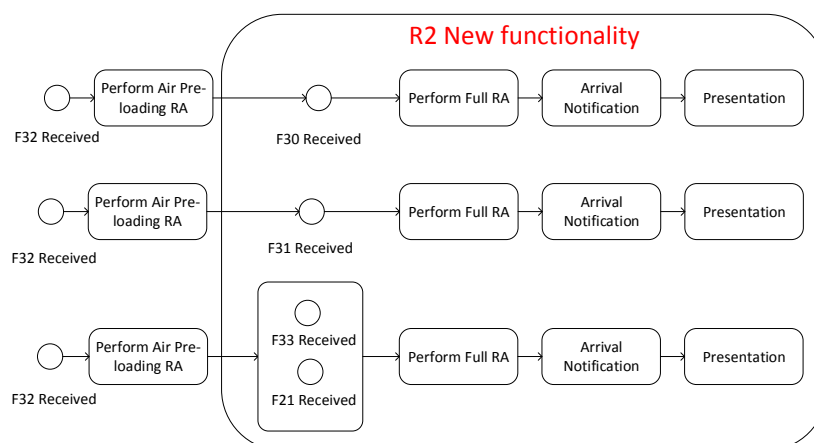 R2 New functionality
Perform Air Pre-
loading RA
Perform Full RA
Arrival
Notification
Presentation
F32 Received
F30 Received
Perform Air Pre-
loading RA
Perform Full RA
Arrival
Notification
Presentation
F32 Received
F31 Received
F33 Received
Perform Air Pre-
loading RA
Perform Full RA
Arrival
Notification
Presentation
F32 Received
F21 Received